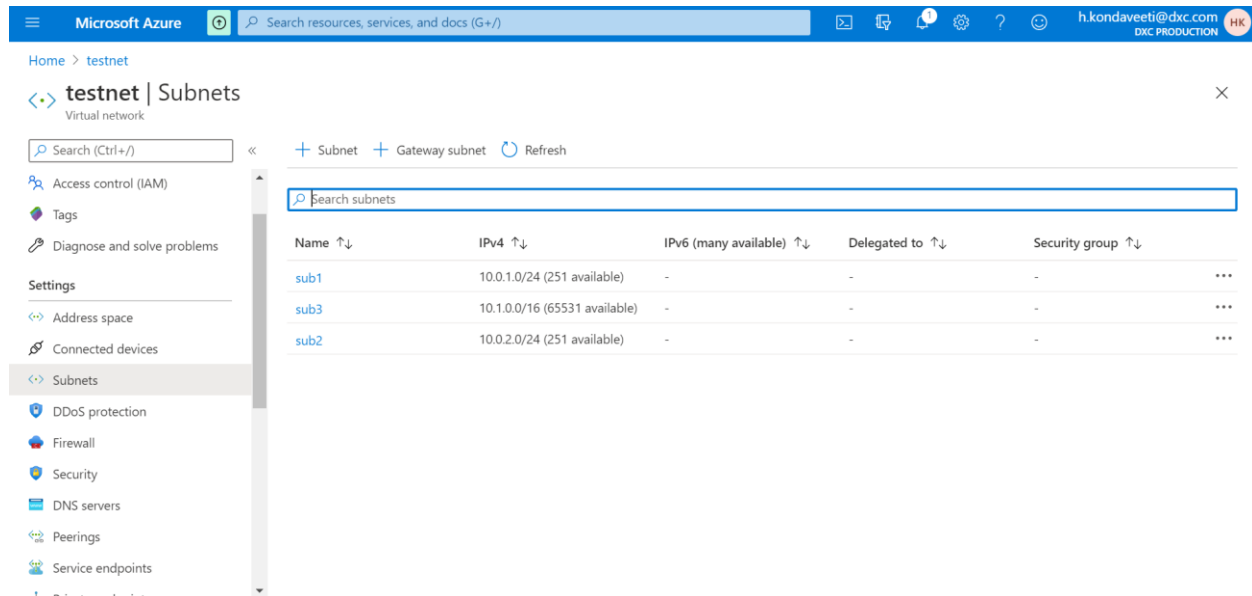 Microsoft Azure
Search resources, services, and docs (G+/)
1
h.kondaveeti@dxc.com
DXC PRODUCTION
HK
Home > testnet
testnet | Subnets
Virtual network
Search (Ctrl+/)
Access control (IAM)
Tags
Diagnose and solve problems
Settings
Address space
Connected devices
Subnets
DDoS protection
Firewall
Security
DNS servers
Peerings
Service endpoints
+ Subnet + Gateway subnet Refresh
Search subnets
Name ↑↓ IPv4 ↑↓ IPv6 (many available) ↑↓ Delegated to ↑↓ Security group ↑↓
sub1 10.0.1.0/24 (251 available) - - - ...
sub3 10.1.0.0/16 (65531 available) - - - ...
sub2 10.0.2.0/24 (251 available) - - - ...